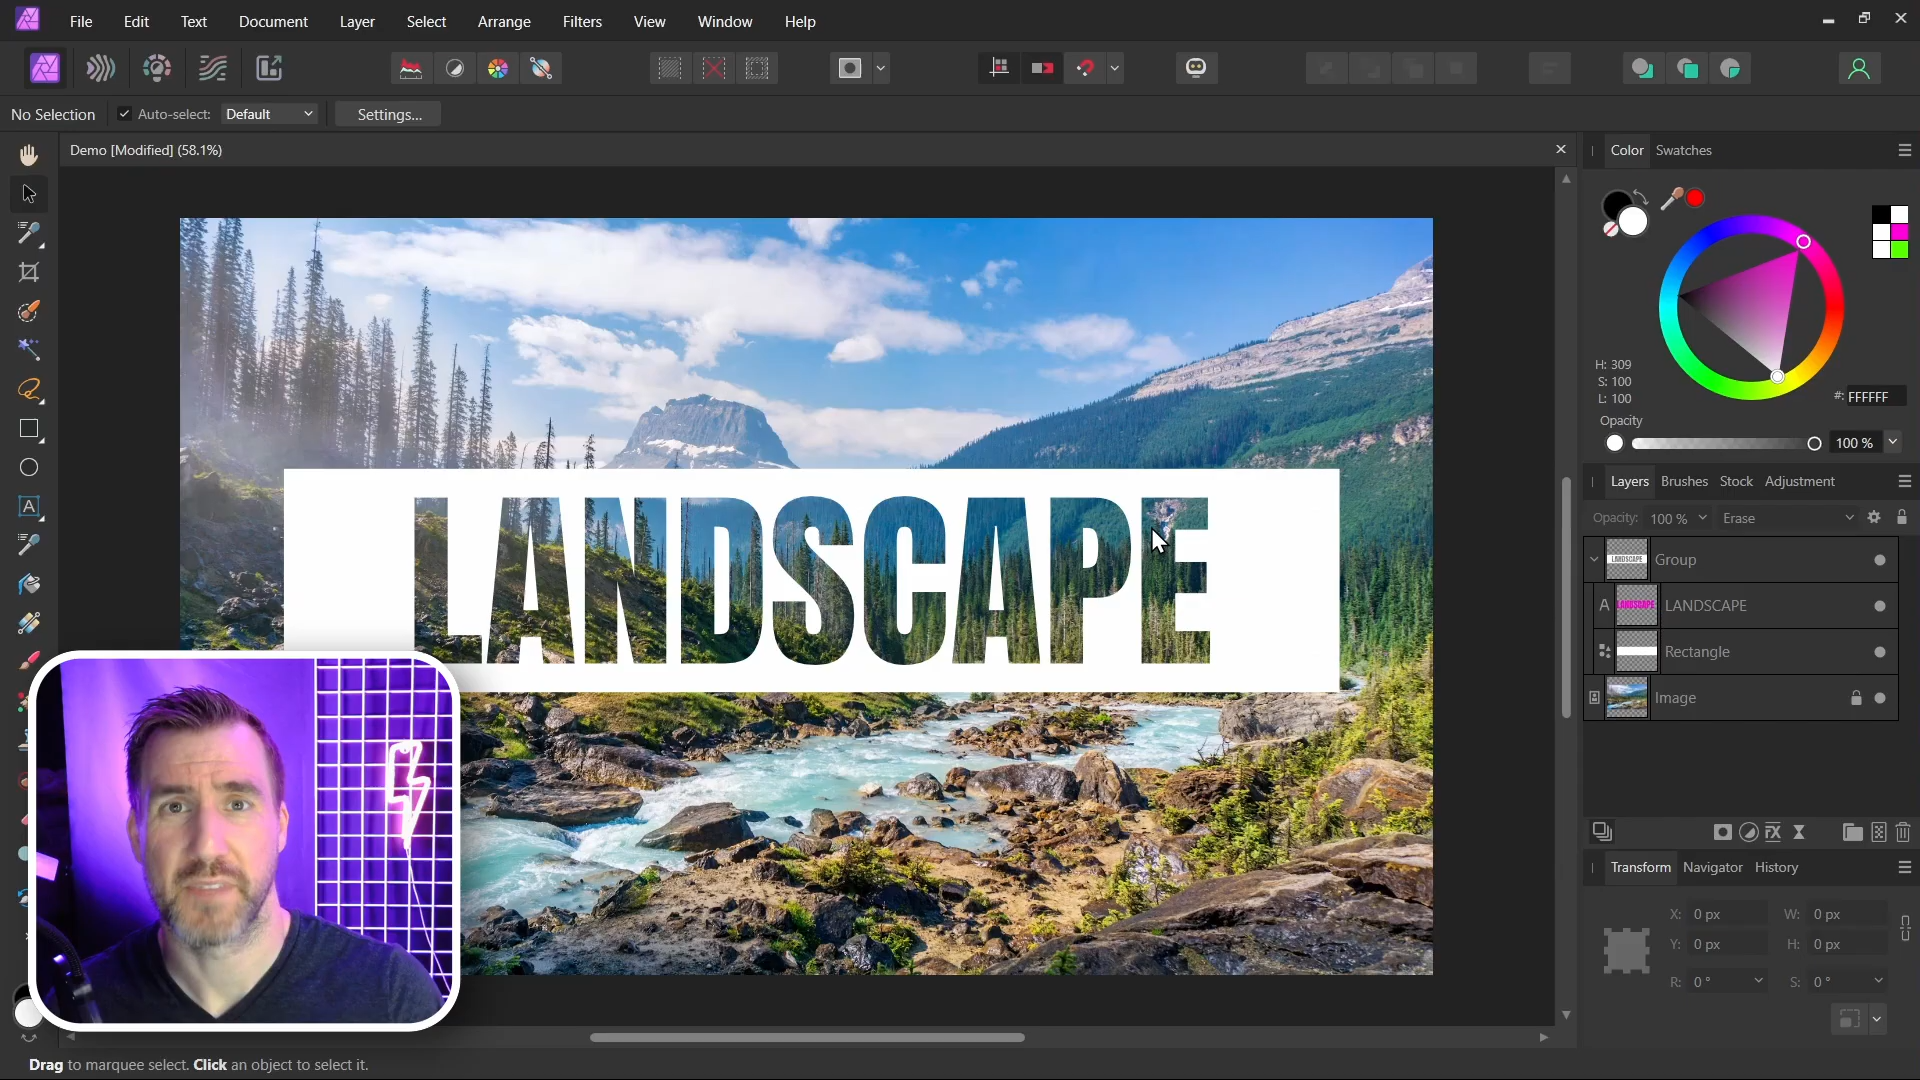 File Edit Text Document Layer Select Arrange Filters View Window Help
No Selection Auto-select: Default Settings...
Demo [Modified] (58.1%)
Color Swatches
H: 309
S: 100
L: 100
#: FFFFFF
Opacity
100 %
Layers Brushes Stock Adjustment
Opacity: 100 % Erase
LANDSCAPE Group
A LANDSCAPE LANDSCAPE
Rectangle
Image
LANDSCAPE
A
FX
Transform Navigator History
X: 0 px W: 0 px
Y: 0 px H: 0 px
R: 0 ° S: 0 °
Drag to marquee select. Click an object to select it.